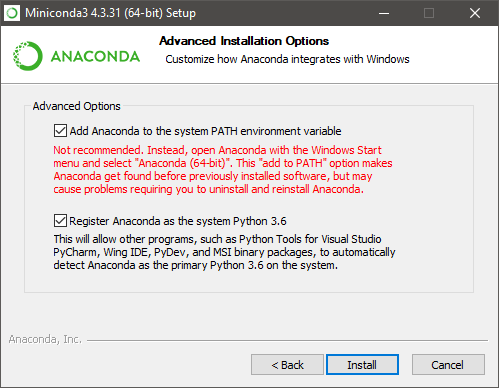 Miniconda3 4.3.31 (64-bit) Setup
ANACONDA
Advanced Installation Options
Customize how Anaconda integrates with Windows
Advanced Options
Add Anaconda to the system PATH environment variable
Not recommended. Instead, open Anaconda with the Windows Start
menu and select "Anaconda (64-bit)". This "add to PATH" option makes
Anaconda get found before previously installed software, but may
cause problems requiring you to uninstall and reinstall Anaconda.
Register Anaconda as the system Python 3.6
This will allow other programs, such as Python Tools for Visual Studio
PyCharm, Wing IDE, PyDev, and MSI binary packages, to automatically
detect Anaconda as the primary Python 3.6 on the system.
Anaconda, Inc.
< Back
Install
Cancel